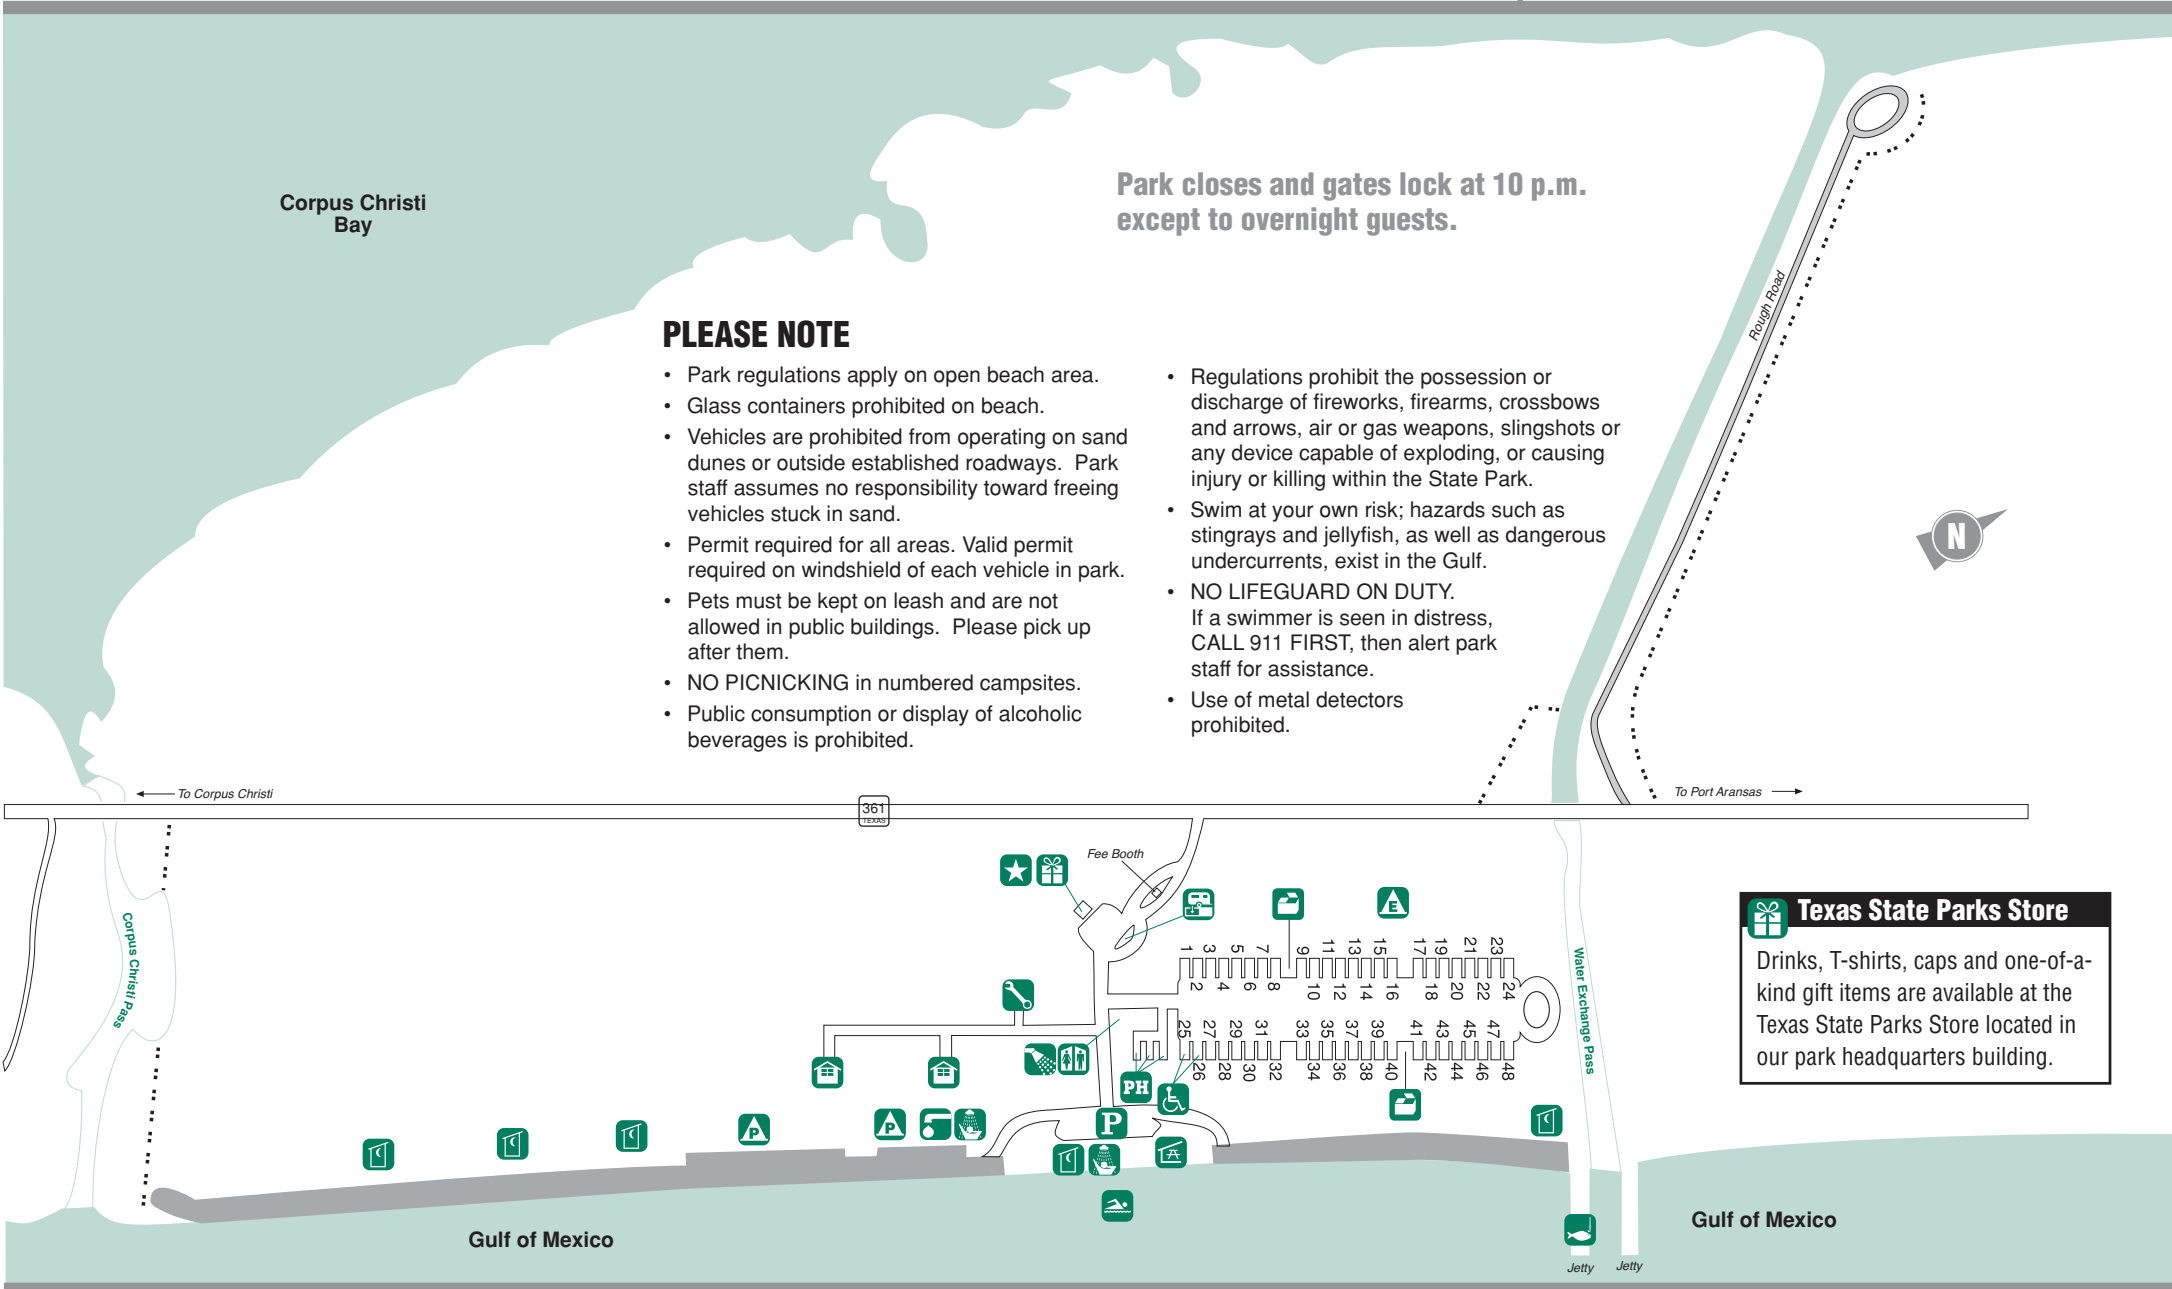 Corpus Christi
Bay
Park closes and gates lock at 10 p.m.
except to overnight guests.
PLEASE NOTE
• Park regulations apply on open beach area.
• Glass containers prohibited on beach.
• Vehicles are prohibited from operating on sand
dunes or outside established roadways. Park
staff assumes no responsibility toward freeing
vehicles stuck in sand.
• Permit required for all areas. Valid permit
required on windshield of each vehicle in park.
• Pets must be kept on leash and are not
allowed in public buildings. Please pick up
after them.
• NO PICNICKING in numbered campsites.
• Public consumption or display of alcoholic
beverages is prohibited.
• Regulations prohibit the possession or
discharge of fireworks, firearms, crossbows
and arrows, air or gas weapons, slingshots or
any device capable of exploding, or causing
injury or killing within the State Park.
• Swim at your own risk; hazards such as
stingrays and jellyfish, as well as dangerous
undercurrents, exist in the Gulf.
• NO LIFEGUARD ON DUTY.
If a swimmer is seen in distress,
CALL 911 FIRST, then alert park
staff for assistance.
• Use of metal detectors
prohibited.
Rough Road
N
To Corpus Christi
361
TEXAS
To Port Aransas
Fee Booth
E
Corpus Christi Pass
Water Exchange Pass
1 3 5 7 9 11 13 15 17 19 21 23
2 4 6 8 10 12 14 16 18 20 22 24
25 27 29 31 33 35 37 39 41 43 45 47
26 28 30 32 34 36 38 40 42 44 46 48
PH
P
P
P
Texas State Parks Store
Drinks, T-shirts, caps and one-of-a-
kind gift items are available at the
Texas State Parks Store located in
our park headquarters building.
Gulf of Mexico
Gulf of Mexico
Jetty
Jetty